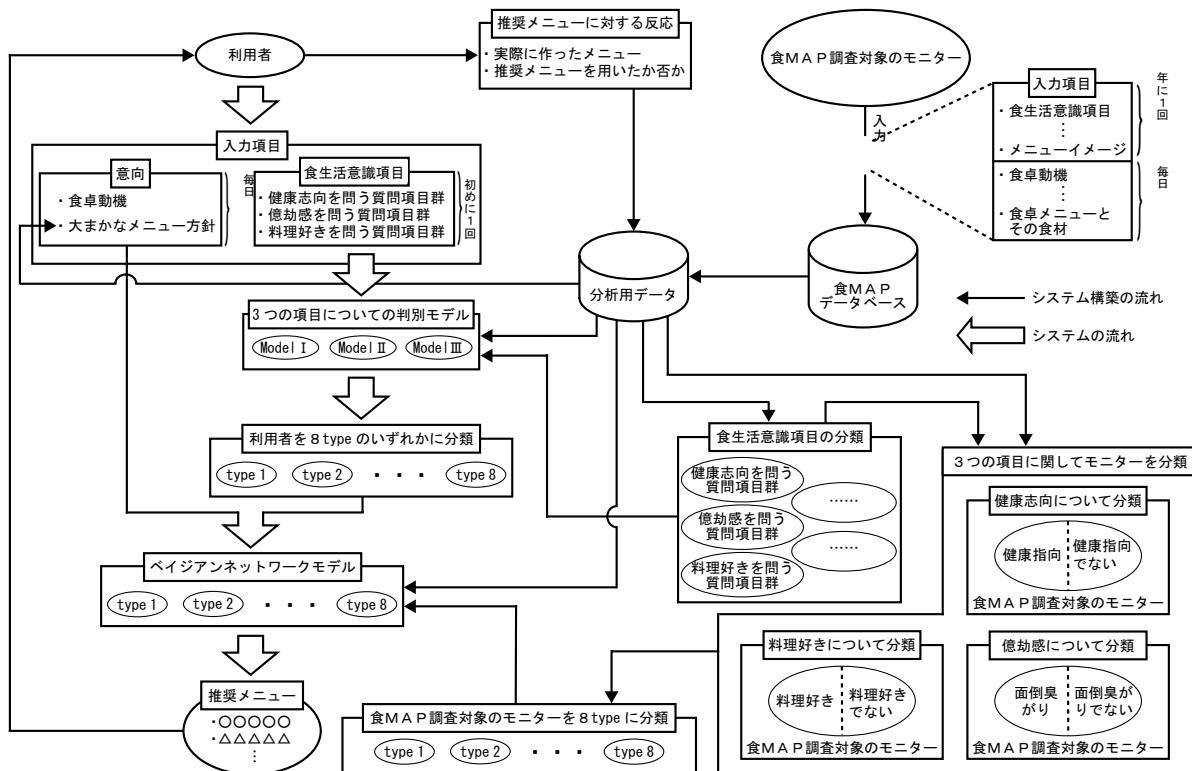 利用者
推奨メニューに対する反応
・実際に作ったメニュー
・推奨メニューを用いたか否か
食ＭＡＰ調査対象のモニター
入力
入力項目
・食生活意識項目
⋮
・メニューイメージ
年に１回
・食卓動機
⋮
・食卓メニューと
その食材
毎日
入力項目
意向
・食卓動機
・大まかなメニュー方針
毎日
食生活意識項目
・健康志向を問う質問項目群
・億劫感を問う質問項目群
・料理好きを問う質問項目群
初めに１回
分析用データ
食ＭＡＰ
データベース
システム構築の流れ
システムの流れ
３つの項目についての判別モデル
Model Ⅰ
Model Ⅱ
Model Ⅲ
利用者を８type のいずれかに分類
type 1
type 2
・・・
type 8
食生活意識項目の分類
健康志向を問う
質問項目群
……
億劫感を問う
質問項目群
……
料理好きを問う
質問項目群
３つの項目に関してモニターを分類
健康志向について分類
健康指向
健康指向
でない
食ＭＡＰ調査対象のモニター
ベイジアンネットワークモデル
type 1
type 2
・・・
type 8
料理好きについて分類
料理好き
料理好き
でない
食ＭＡＰ調査対象のモニター
億劫感について分類
面倒臭
がり
面倒臭が
りでない
食ＭＡＰ調査対象のモニター
推奨メニュー
・○○○○○
・△△△△△
⋮
食ＭＡＰ調査対象のモニターを８type に分類
type 1
type 2
・・・
type 8